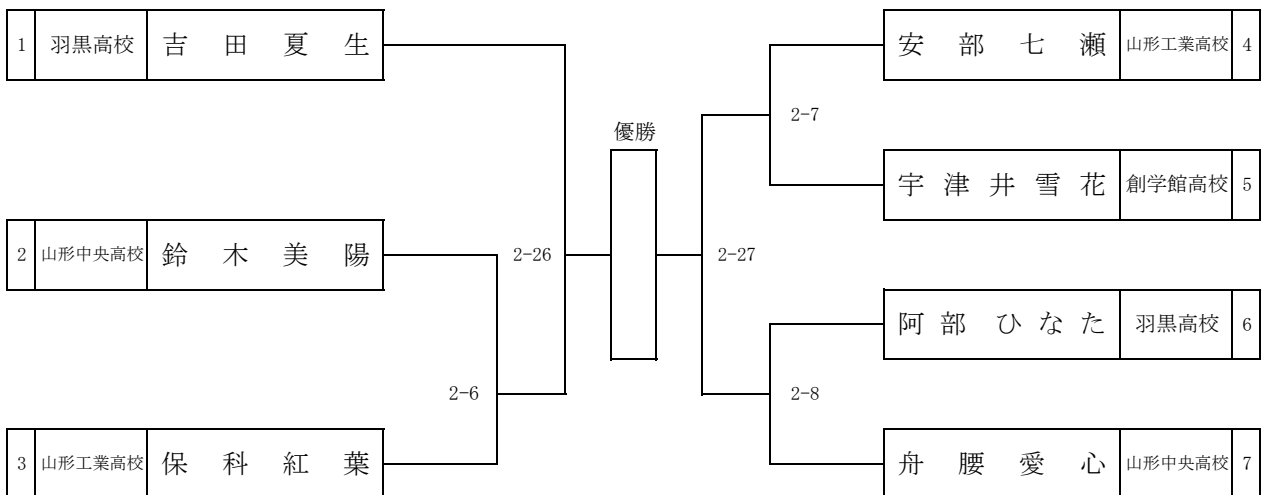 1 羽黒高校 吉田夏生
2 山形中央高校 鈴木美陽
3 山形工業高校 保科紅葉
2-6
2-26
優勝
2-27
2-7
2-8
安部七瀬 山形工業高校 4
宇津井雪花 創学館高校 5
阿部ひなた 羽黒高校 6
舟腰愛心 山形中央高校 7